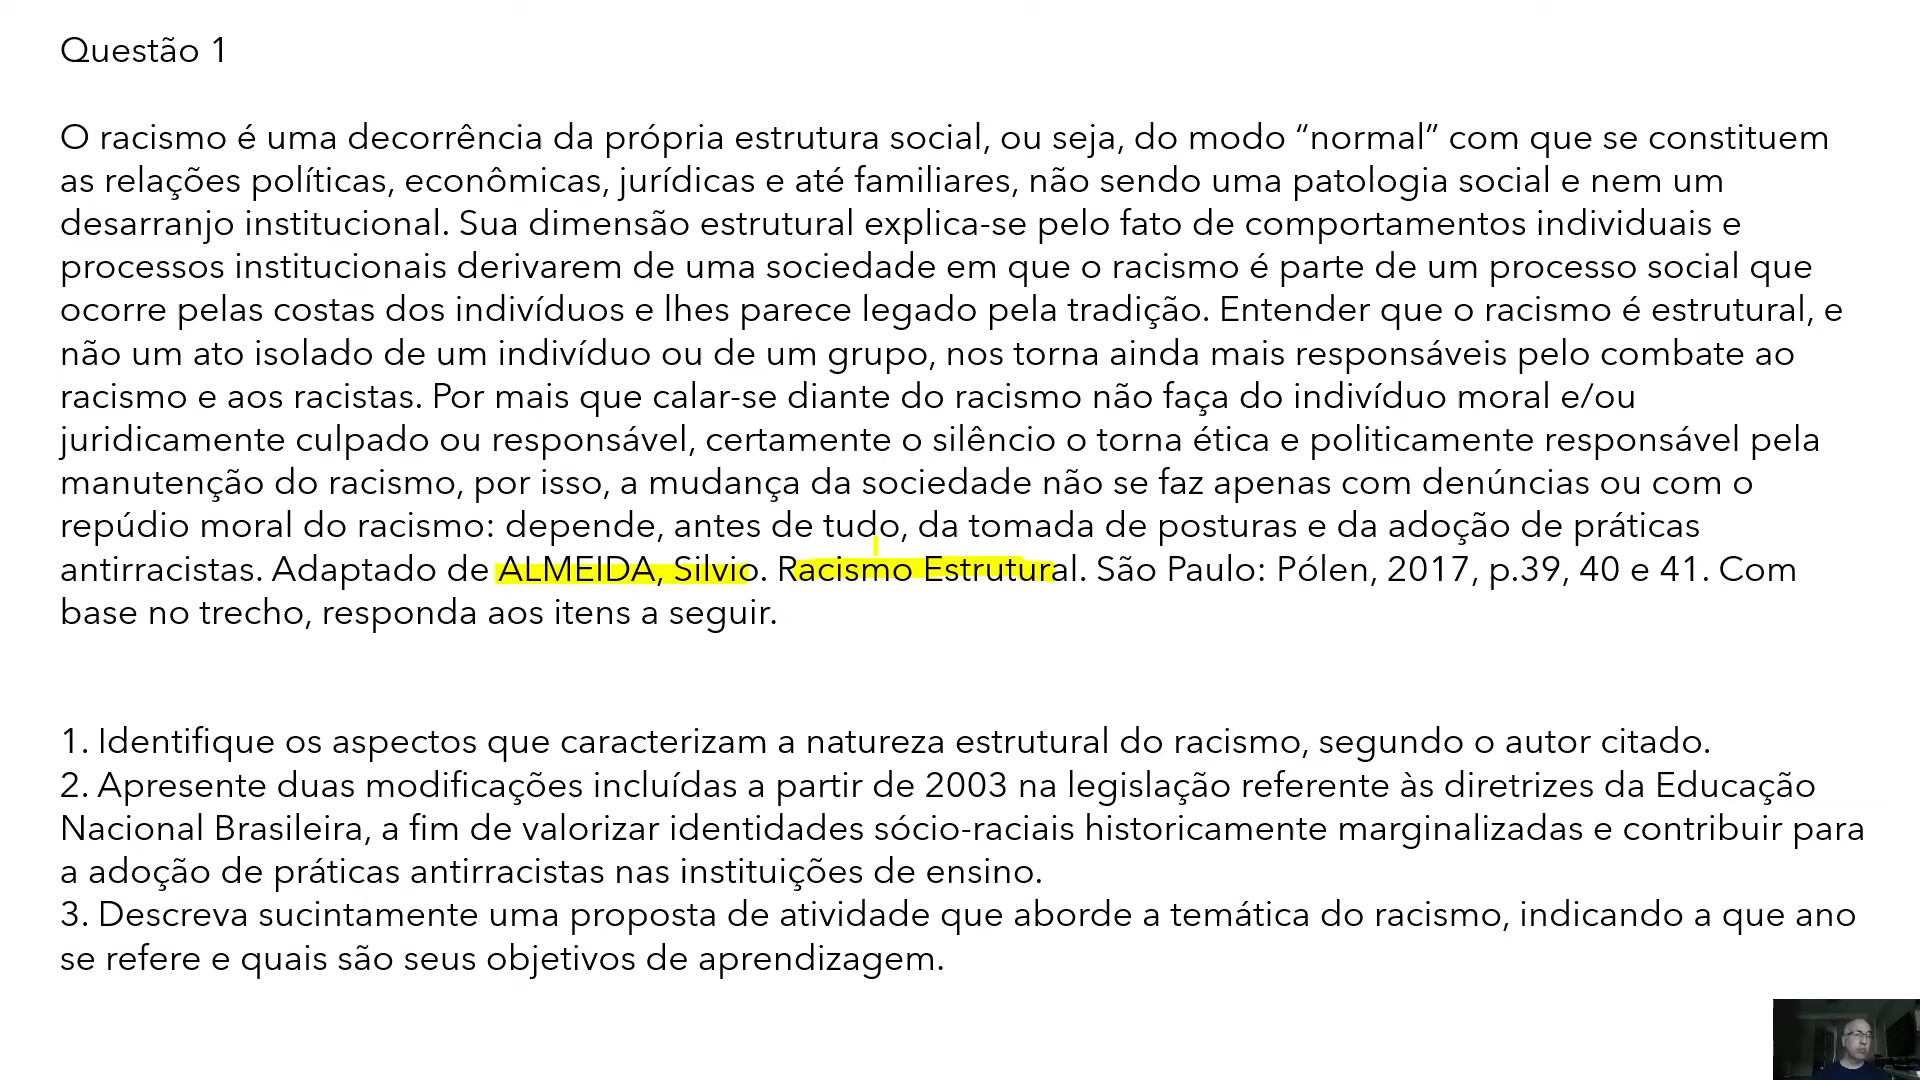 Questão 1
O racismo é uma decorrência da própria estrutura social, ou seja, do modo “normal” com que se constituem
as relações políticas, econômicas, jurídicas e até familiares, não sendo uma patologia social e nem um
desarranjo institucional. Sua dimensão estrutural explica-se pelo fato de comportamentos individuais e
processos institucionais derivarem de uma sociedade em que o racismo é parte de um processo social que
ocorre pelas costas dos indivíduos e lhes parece legado pela tradição. Entender que o racismo é estrutural, e
não um ato isolado de um indivíduo ou de um grupo, nos torna ainda mais responsáveis pelo combate ao
racismo e aos racistas. Por mais que calar-se diante do racismo não faça do indivíduo moral e/ou
juridicamente culpado ou responsável, certamente o silêncio o torna ética e politicamente responsável pela
manutenção do racismo, por isso, a mudança da sociedade não se faz apenas com denúncias ou com o
repúdio moral do racismo: depende, antes de tudo, da tomada de posturas e da adoção de práticas
antirracistas. Adaptado de ALMEIDA, Silvio. Racismo Estrutural. São Paulo: Pólen, 2017, p.39, 40 e 41. Com
base no trecho, responda aos itens a seguir.
1. Identifique os aspectos que caracterizam a natureza estrutural do racismo, segundo o autor citado.
2. Apresente duas modificações incluídas a partir de 2003 na legislação referente às diretrizes da Educação
Nacional Brasileira, a fim de valorizar identidades sócio-raciais historicamente marginalizadas e contribuir para
a adoção de práticas antirracistas nas instituições de ensino.
3. Descreva sucintamente uma proposta de atividade que aborde a temática do racismo, indicando a que ano
se refere e quais são seus objetivos de aprendizagem.